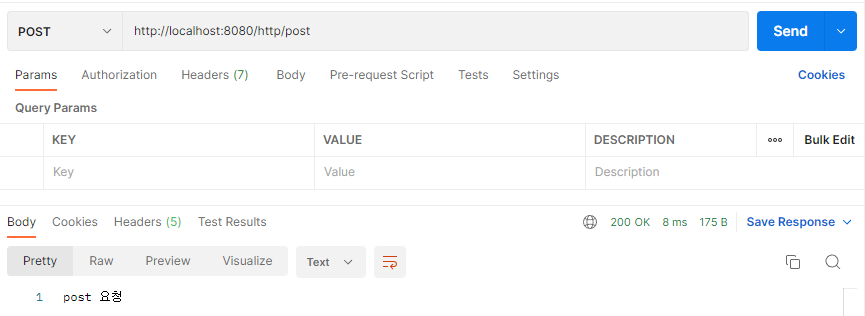 POST http://localhost:8080/http/post Send
Params Authorization Headers (7) Body Pre-request Script Tests Settings Cookies
Query Params
KEY VALUE DESCRIPTION ooo Bulk Edit
Key Value Description
Body Cookies Headers (5) Test Results 200 OK 8 ms 175 B Save Response
Pretty Raw Preview Visualize Text
1 post 요청